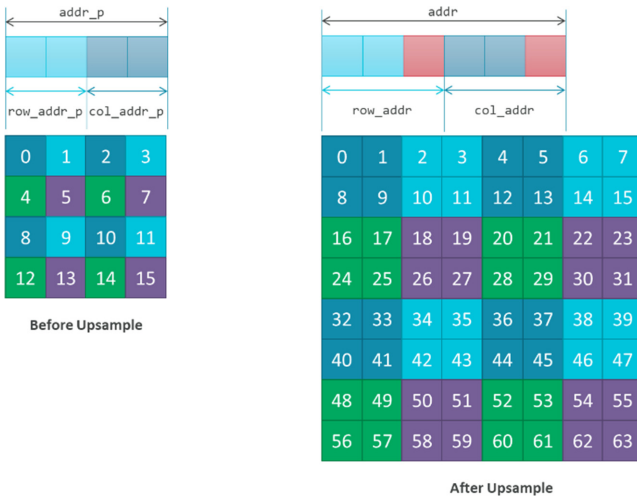 addr_p
row_addr_p col_addr_p
0 1 2 3
4 5 6 7
8 9 10 11
12 13 14 15
Before Upsample
addr
row_addr col_addr
0 1 2 3 4 5 6 7
8 9 10 11 12 13 14 15
16 17 18 19 20 21 22 23
24 25 26 27 28 29 30 31
32 33 34 35 36 37 38 39
40 41 42 43 44 45 46 47
48 49 50 51 52 53 54 55
56 57 58 59 60 61 62 63
After Upsample